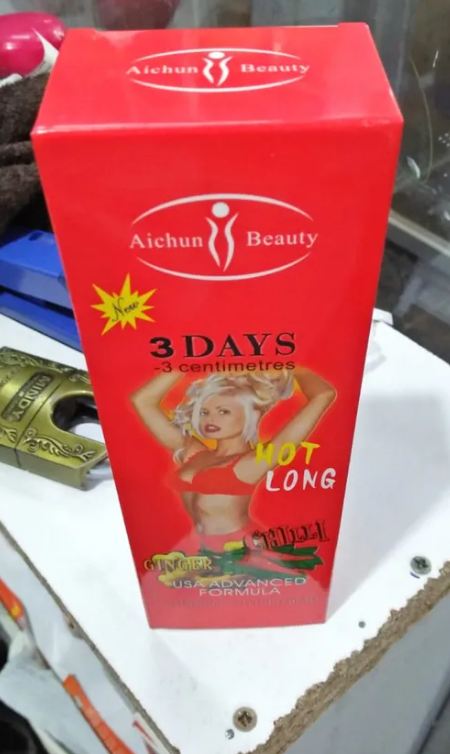 Aichun Beauty
Aichun Beauty
New
3 DAYS
-3 centimetres
HOT
LONG
CHILLI
GINGER
USA ADVANCED
FORMULA